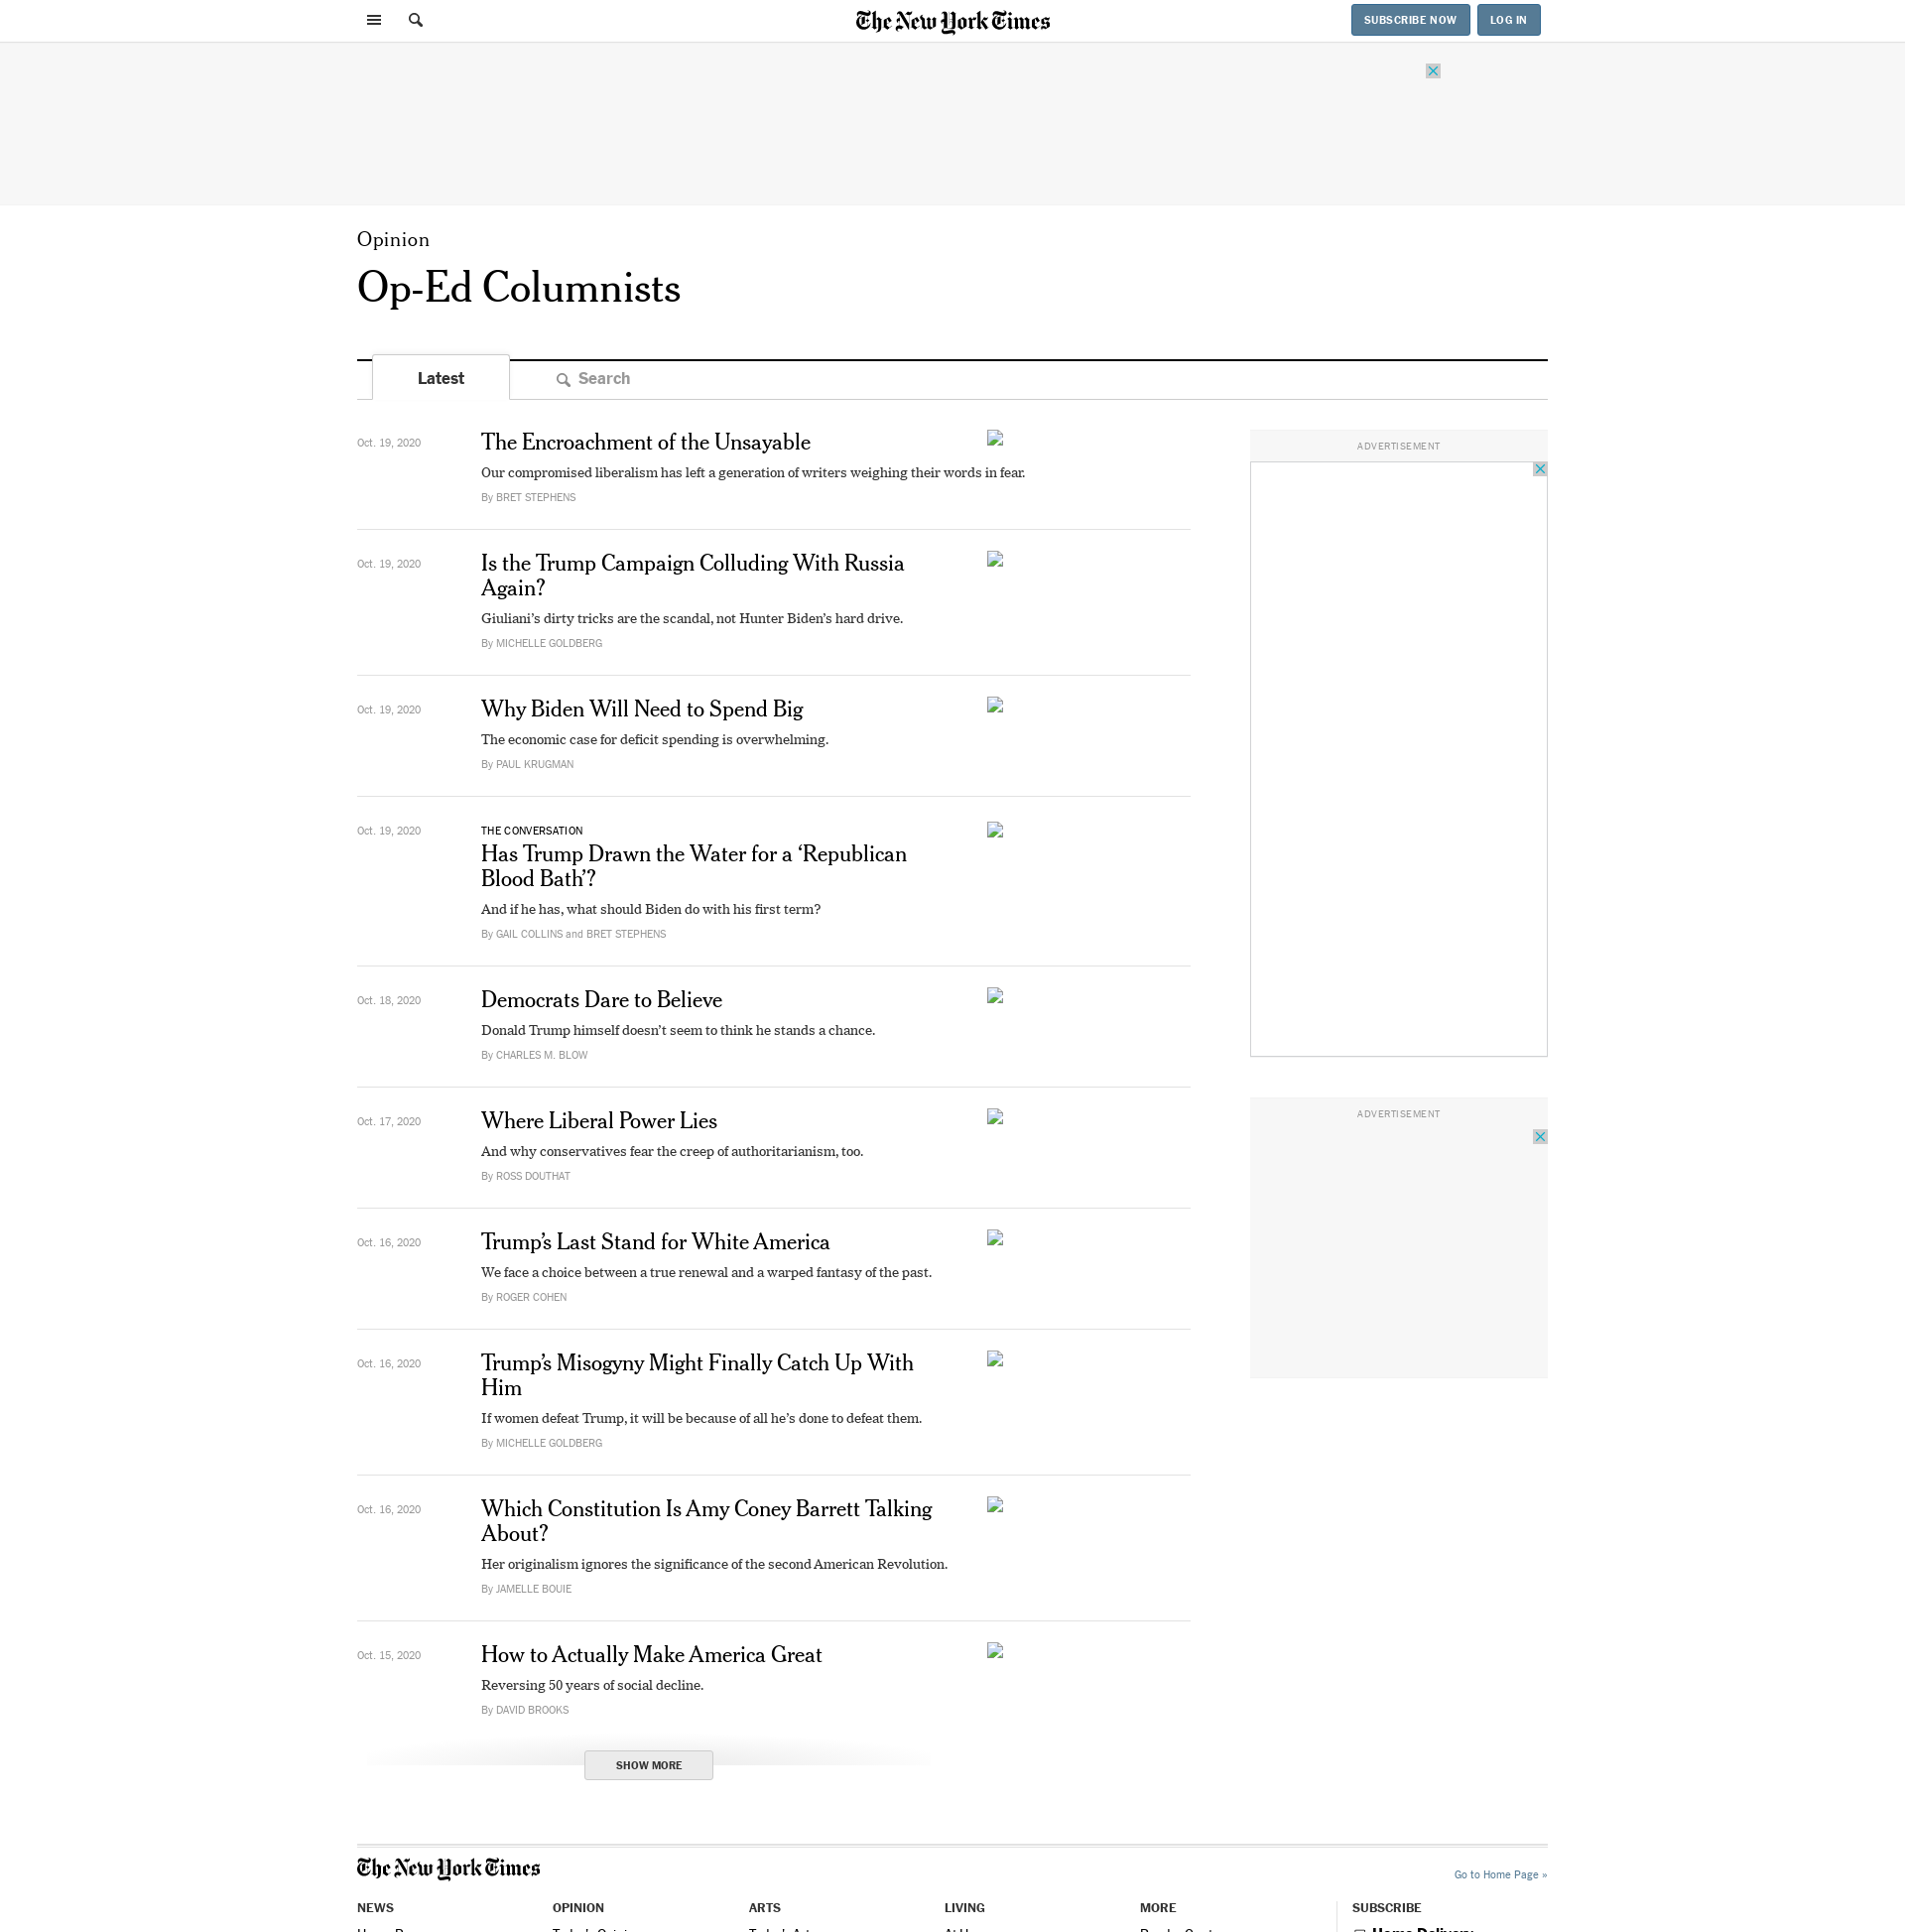 The New York Times
SUBSCRIBE NOW
LOG IN
Opinion
Op-Ed Columnists
Latest
Search
Oct. 19, 2020
The Encroachment of the Unsayable
Our compromised liberalism has left a generation of writers weighing their words in fear.
By BRET STEPHENS
Oct. 19, 2020
Is the Trump Campaign Colluding With Russia
Again?
Giuliani’s dirty tricks are the scandal, not Hunter Biden’s hard drive.
By MICHELLE GOLDBERG
Oct. 19, 2020
Why Biden Will Need to Spend Big
The economic case for deficit spending is overwhelming.
By PAUL KRUGMAN
Oct. 19, 2020
THE CONVERSATION
Has Trump Drawn the Water for a ‘Republican
Blood Bath’?
And if he has, what should Biden do with his first term?
By GAIL COLLINS and BRET STEPHENS
Oct. 18, 2020
Democrats Dare to Believe
Donald Trump himself doesn’t seem to think he stands a chance.
By CHARLES M. BLOW
Oct. 17, 2020
Where Liberal Power Lies
And why conservatives fear the creep of authoritarianism, too.
By ROSS DOUTHAT
Oct. 16, 2020
Trump’s Last Stand for White America
We face a choice between a true renewal and a warped fantasy of the past.
By ROGER COHEN
Oct. 16, 2020
Trump’s Misogyny Might Finally Catch Up With
Him
If women defeat Trump, it will be because of all he’s done to defeat them.
By MICHELLE GOLDBERG
Oct. 16, 2020
Which Constitution Is Amy Coney Barrett Talking
About?
Her originalism ignores the significance of the second American Revolution.
By JAMELLE BOUIE
Oct. 15, 2020
How to Actually Make America Great
Reversing 50 years of social decline.
By DAVID BROOKS
SHOW MORE
ADVERTISEMENT
ADVERTISEMENT
The New York Times
Go to Home Page »
NEWS
OPINION
ARTS
LIVING
MORE
SUBSCRIBE
Home Delivery